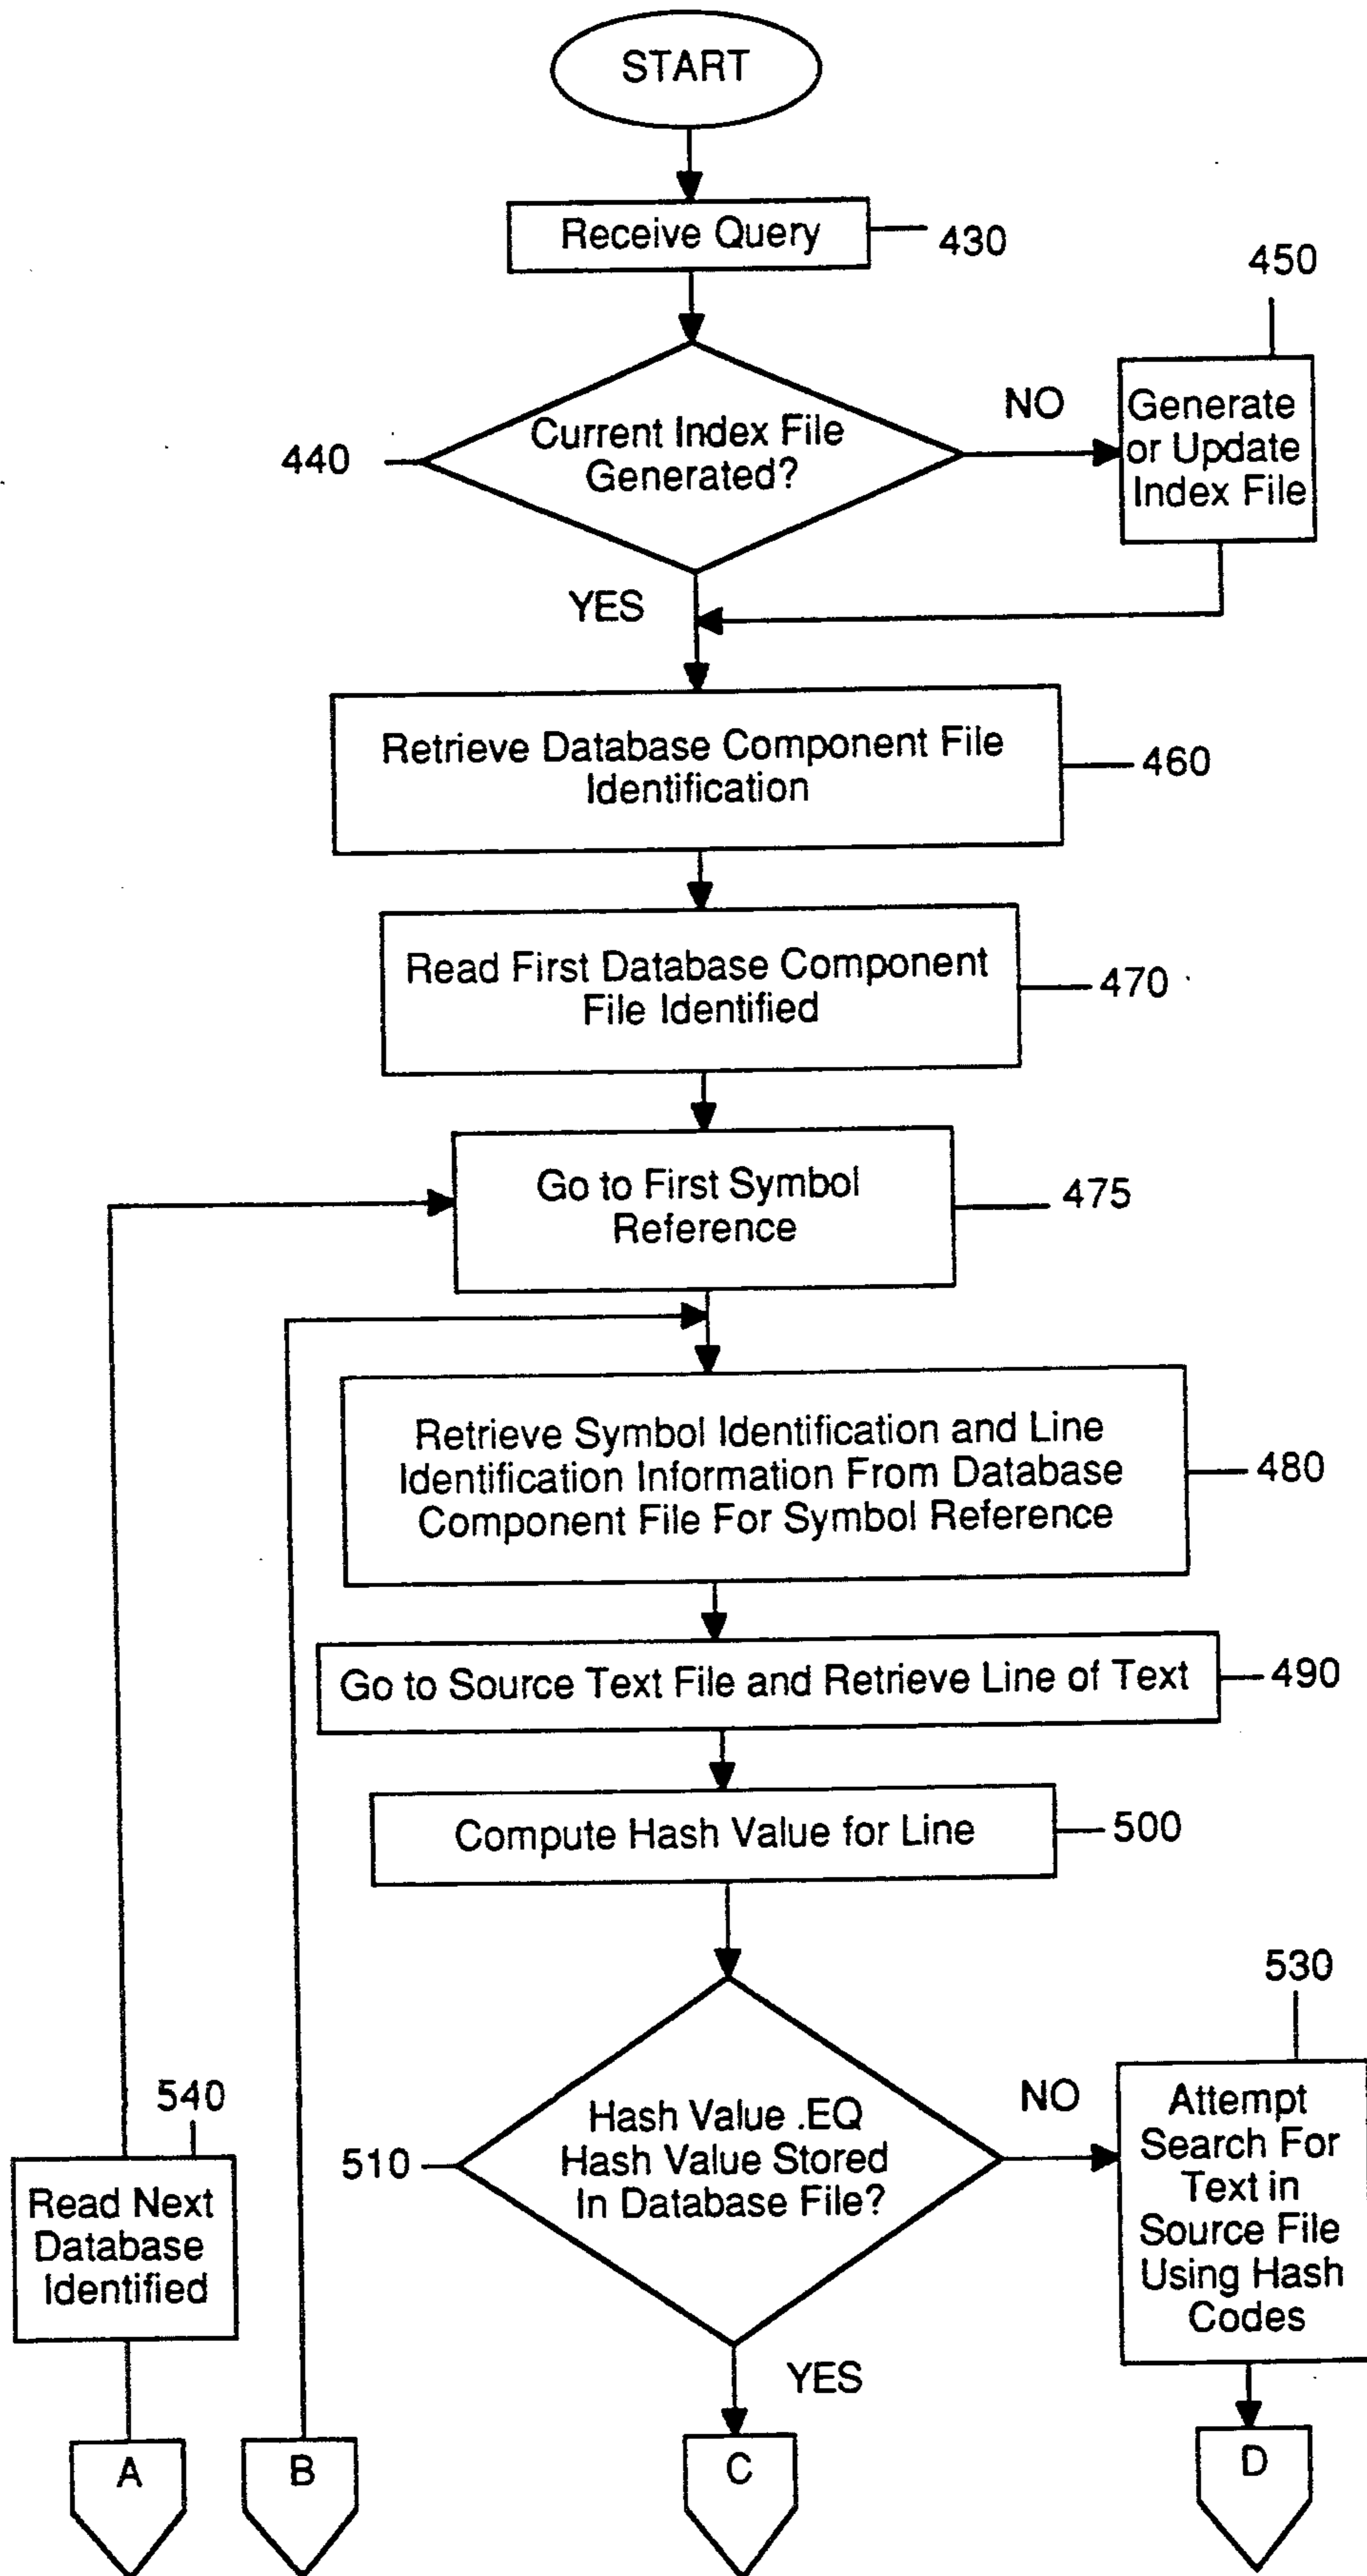 START
Receive Query
430
450
Current Index File
Generated?
440
NO
Generate
or Update
Index File
YES
Retrieve Database Component File
Identification
460
Read First Database Component
File Identified
470
Go to First Symbol
Reference
475
Retrieve Symbol Identification and Line
Identification Information From Database
Component File For Symbol Reference
480
Go to Source Text File and Retrieve Line of Text
490
Compute Hash Value for Line
500
530
Hash Value .EQ
Hash Value Stored
In Database File?
510
NO
Attempt
Search For
Text in
Source File
Using Hash
Codes
540
Read Next
Database
Identified
YES
A
B
C
D